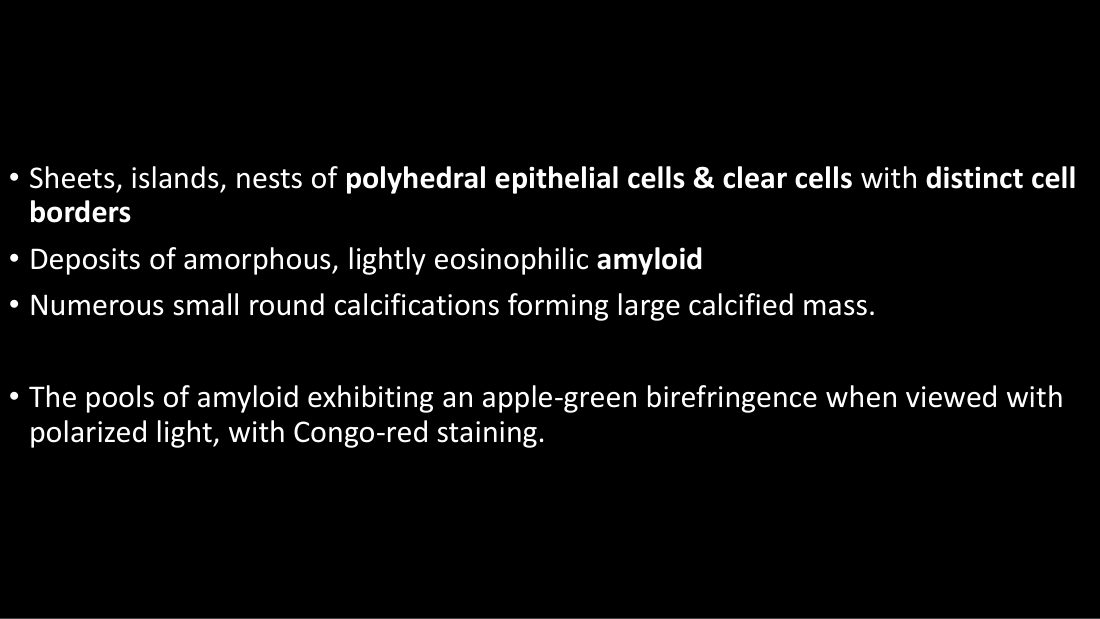 • Sheets, islands, nests of polyhedral epithelial cells & clear cells with distinct cell
borders
• Deposits of amorphous, lightly eosinophilic amyloid
• Numerous small round calcifications forming large calcified mass.
• The pools of amyloid exhibiting an apple-green birefringence when viewed with
polarized light, with Congo-red staining.